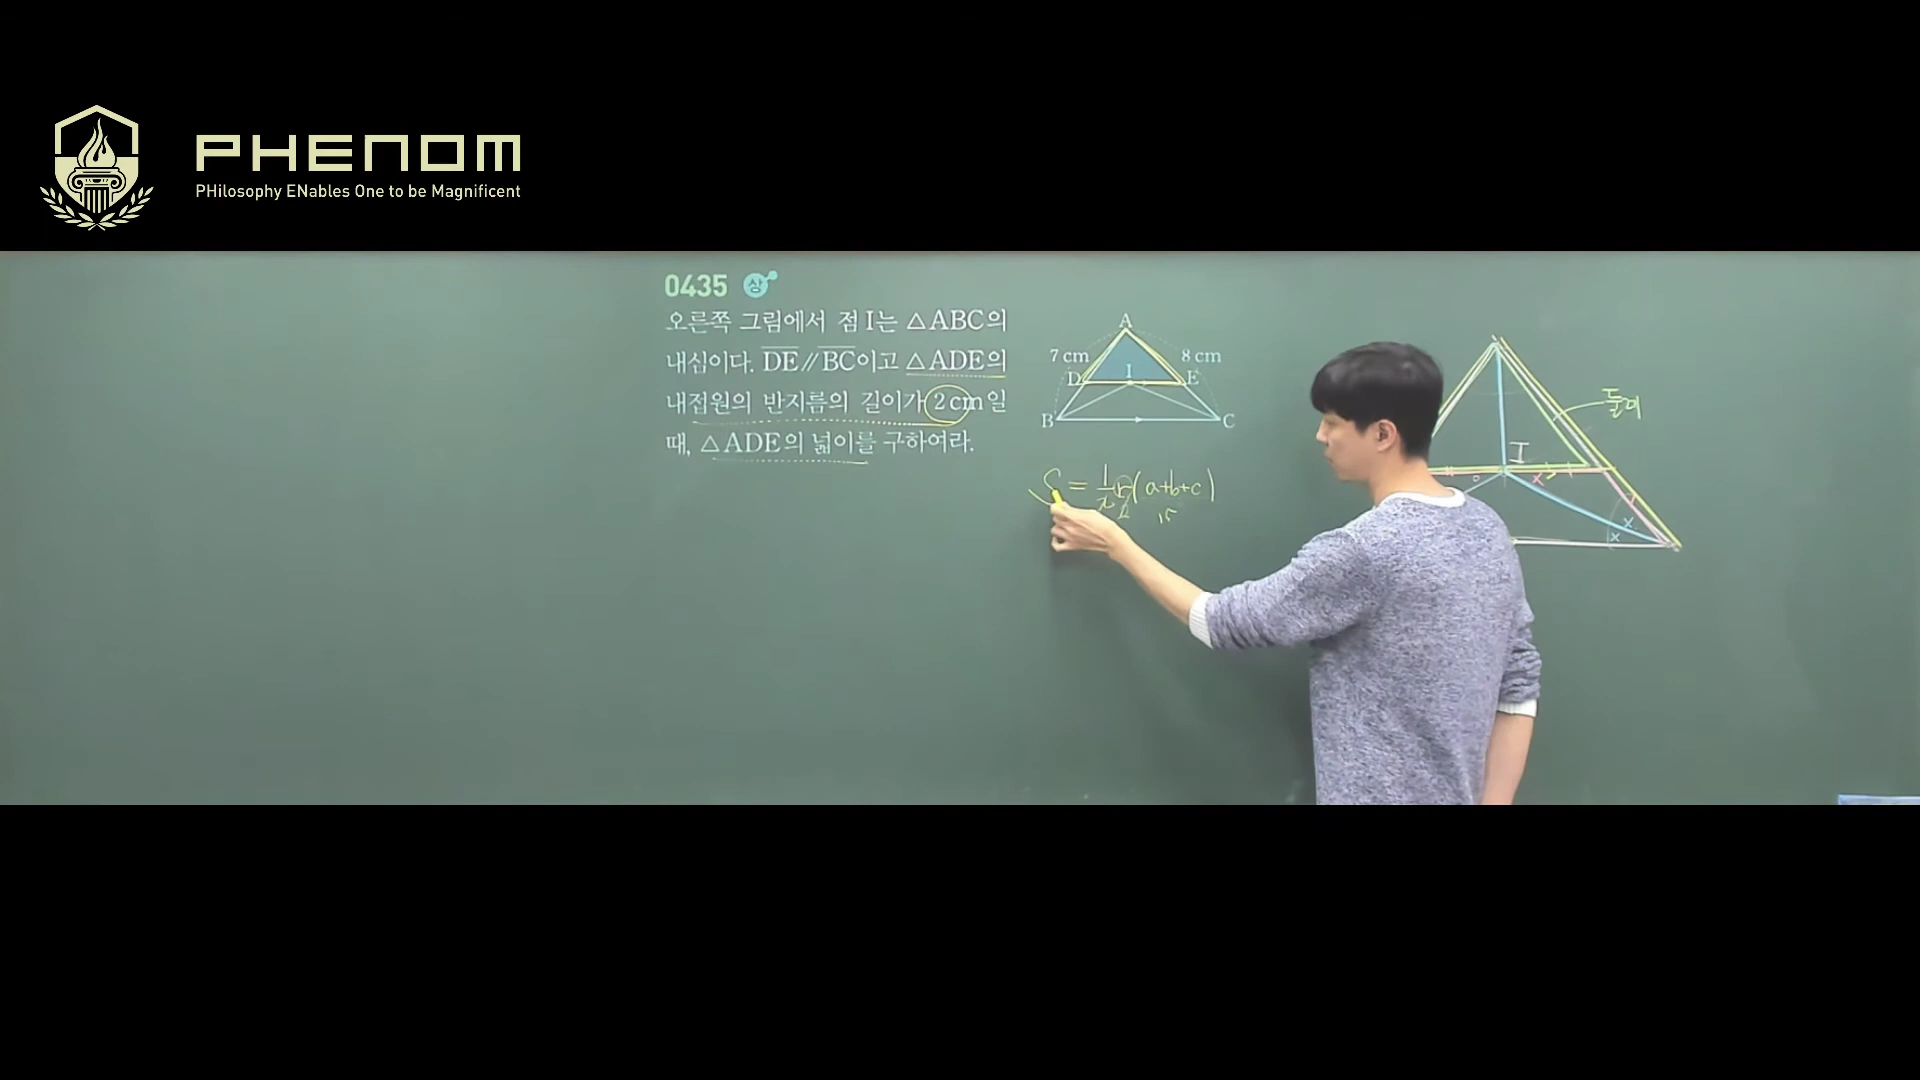 PHENOM
PHilosophy ENables One to be Magnificent
0435 상
오른쪽 그림에서 점 I는 △ABC의
내심이다. DE∥BC이고 △ADE의
내접원의 반지름의 길이가 2 cm일
때, △ADE의 넓이를 구하여라.
A
7 cm
8 cm
D
I
E
B
C
S = 1/2 r (a+b+c)
2
15
둘레
I
x
x
x